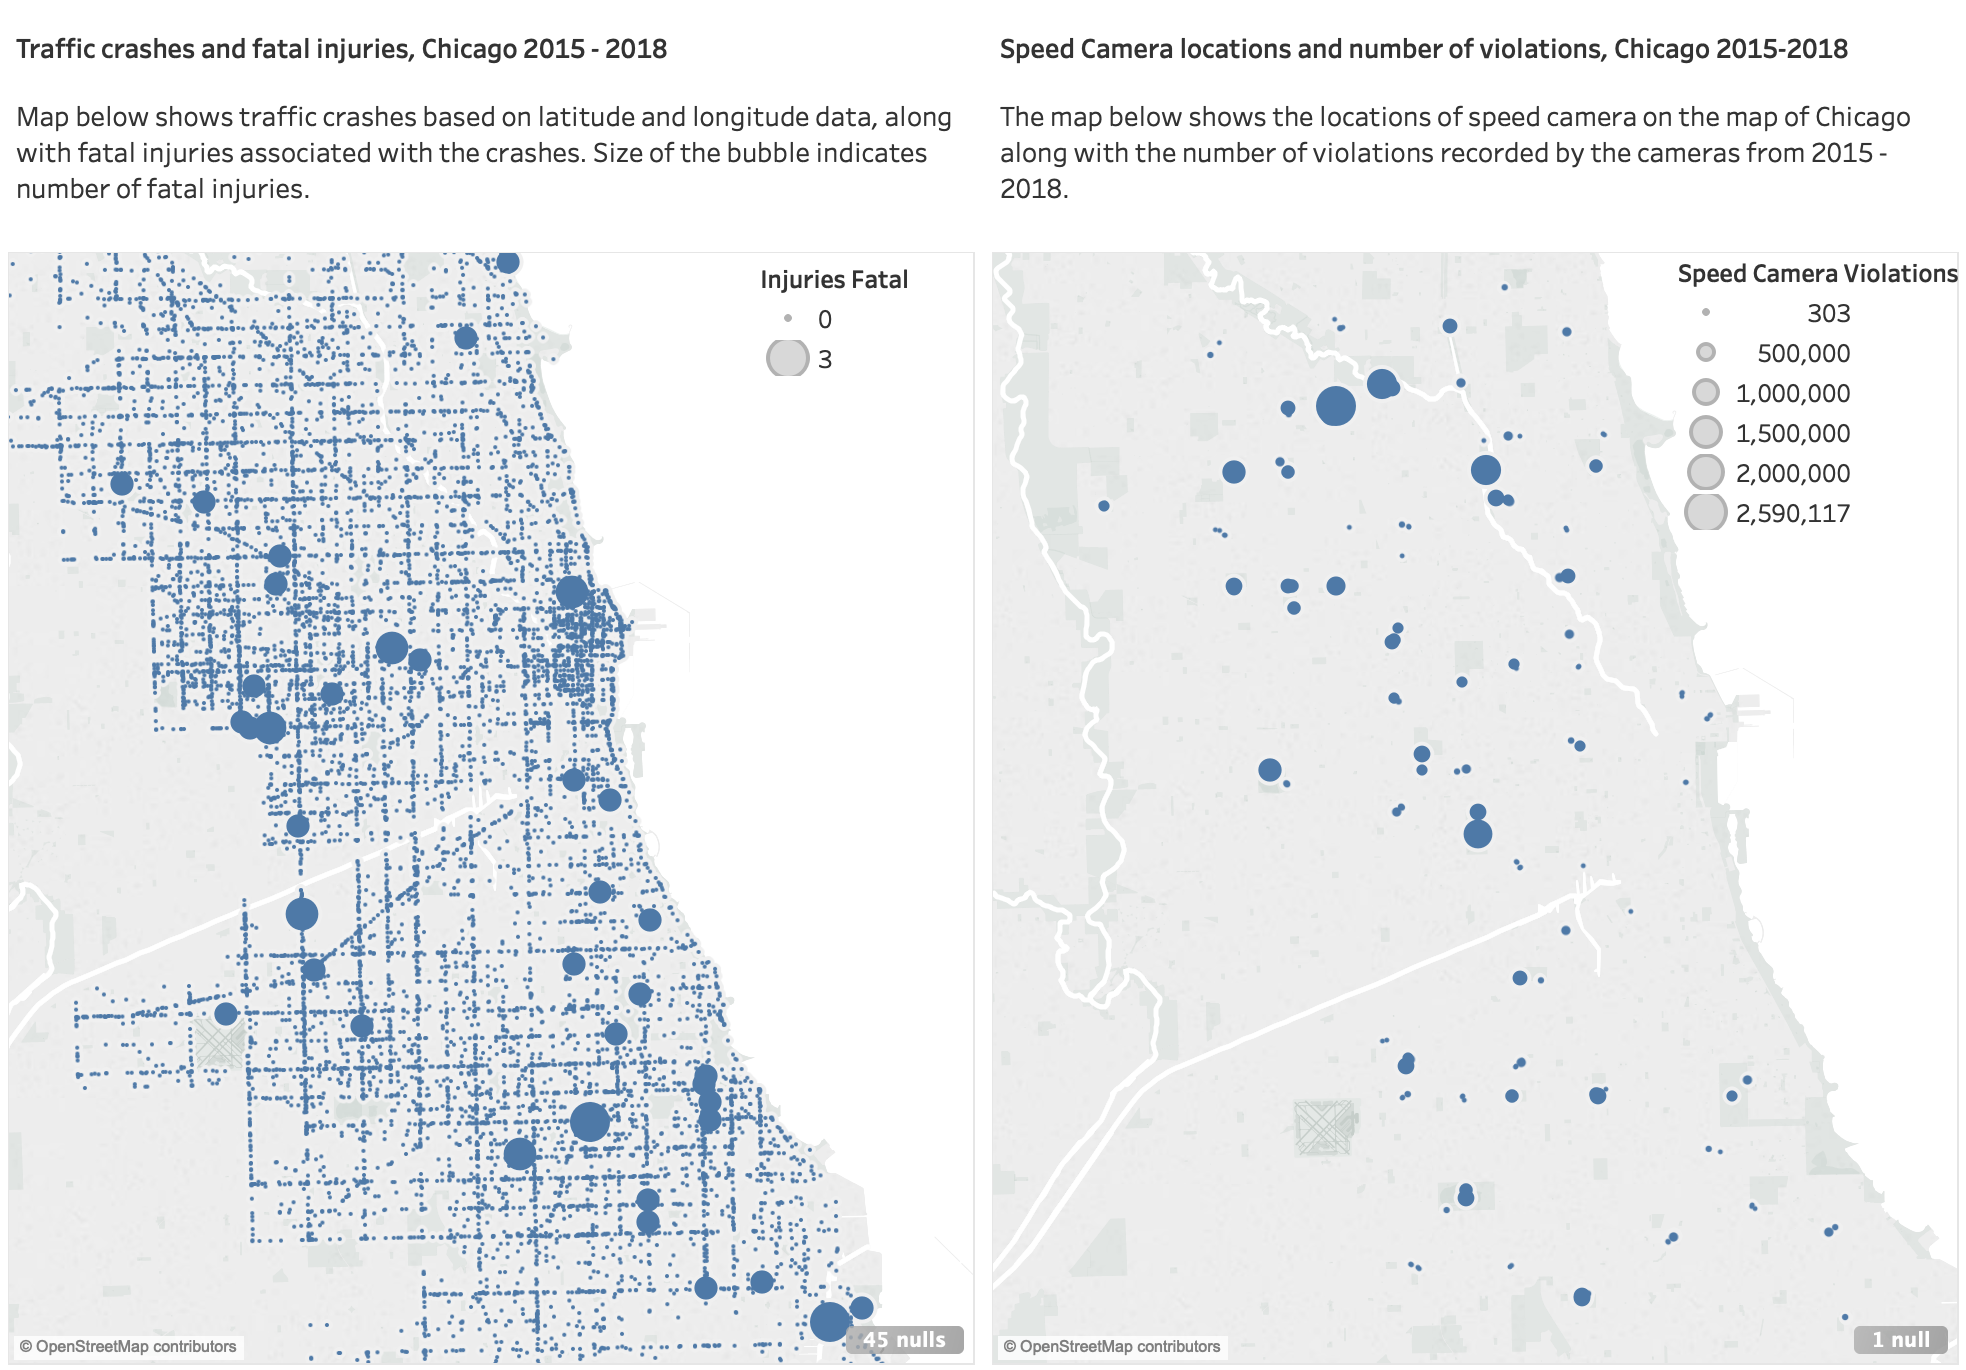 Traffic crashes and fatal injuries, Chicago 2015 - 2018
Map below shows traffic crashes based on latitude and longitude data, along
with fatal injuries associated with the crashes. Size of the bubble indicates
number of fatal injuries.
Injuries Fatal
0
3
© OpenStreetMap contributors
45 nulls
Speed Camera locations and number of violations, Chicago 2015-2018
The map below shows the locations of speed camera on the map of Chicago
along with the number of violations recorded by the cameras from 2015 -
2018.
Speed Camera Violations
303
500,000
1,000,000
1,500,000
2,000,000
2,590,117
© OpenStreetMap contributors
1 null